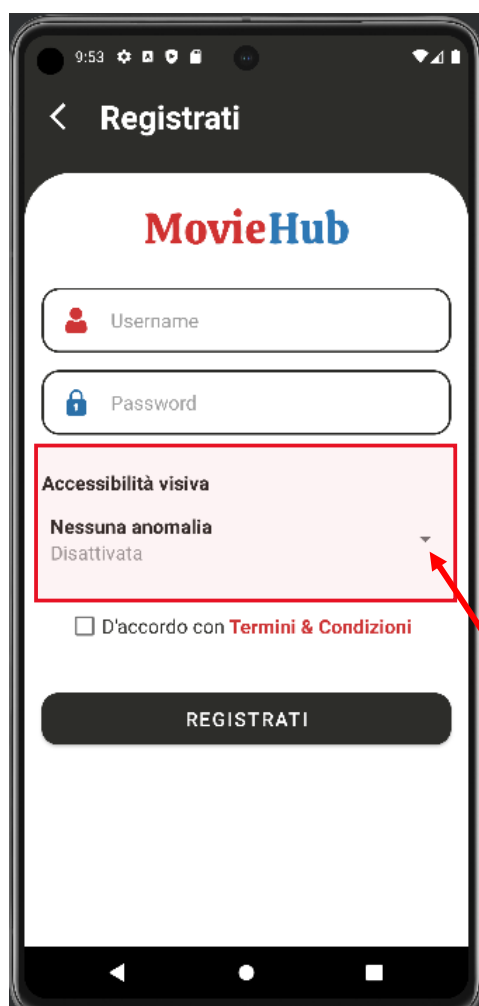 9:53
Registrati
MovieHub
Username
Password
Accessibilità visiva
Nessuna anomalia
Disattivata
D'accordo con Termini & Condizioni
REGISTRATI